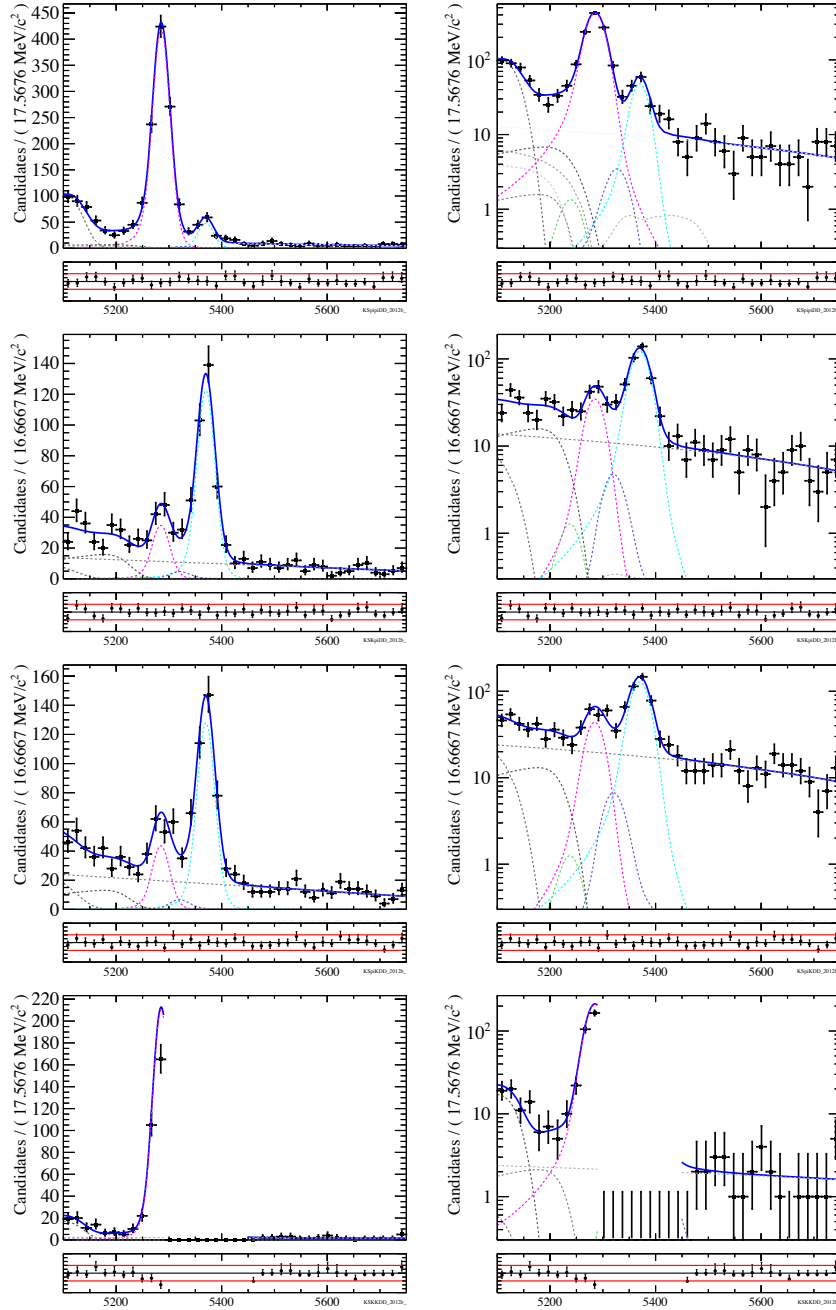 Candidates / ( 17.5676 MeV/c² )
450
400
350
300
250
200
150
100
50
0
5200 5400 5600
KSpipiDD_2012b_
Candidates / ( 17.5676 MeV/c² )
10²
10
1
5200 5400 5600
KSpipiDD_2012b
Candidates / ( 16.6667 MeV/c² )
140
120
100
80
60
40
20
0
5200 5400 5600
KSKpiDD_2012b_
Candidates / ( 16.6667 MeV/c² )
10²
10
1
5200 5400 5600
KSKpiDD_2012b
Candidates / ( 16.6667 MeV/c² )
160
140
120
100
80
60
40
20
0
5200 5400 5600
KSpiKDD_2012b_
Candidates / ( 16.6667 MeV/c² )
10²
10
1
5200 5400 5600
KSpiKDD_2012b
Candidates / ( 17.5676 MeV/c² )
220
200
180
160
140
120
100
80
60
40
20
0
5200 5400 5600
KSKKDD_2012b_
Candidates / ( 17.5676 MeV/c² )
10²
10
1
5200 5400 5600
KSKKDD_2012b